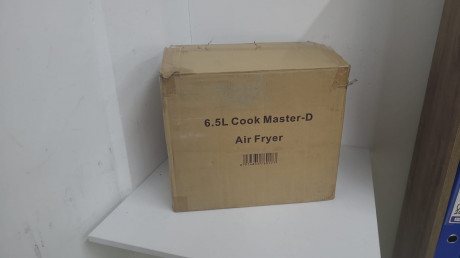 6.5L Cook Master-D
Air Fryer